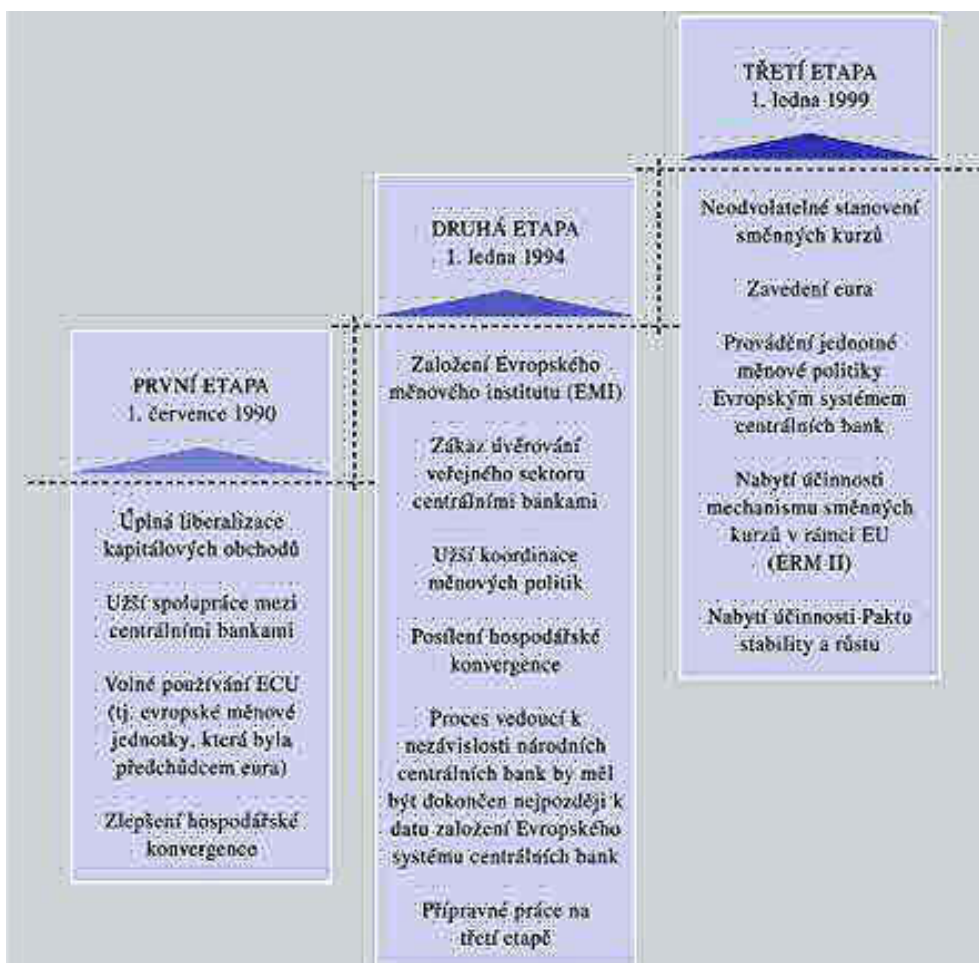 PRVNÍ ETAPA
1. července 1990
Úplná liberalizace
kapitálových obchodů
Užší spolupráce mezi
centrálními bankami
Volné používání ECU
(tj. evropské měnové
jednotky, která byla
předchůdcem eura)
Zlepšení hospodářské
konvergence
DRUHÁ ETAPA
1. ledna 1994
Založení Evropského
měnového institutu (EMI)
Zákaz úvěrování
veřejného sektoru
centrálními bankami
Užší koordinace
měnových politik
Posílení hospodářské
konvergence
Proces vedoucí k
nezávislosti národních
centrálních bank by měl
být dokončen nejpozději k
datu založení Evropského
systému centrálních bank
Přípravné práce na
třetí etapě
TŘETÍ ETAPA
1. ledna 1999
Neodvolatelné stanovení
směnných kurzů
Zavedení eura
Provádění jednotné
měnové politiky
Evropským systémem
centrálních bank
Nabytí účinnosti
mechanismu směnných
kurzů v rámci EU
(ERM II)
Nabytí účinnosti Paktu
stability a růstu